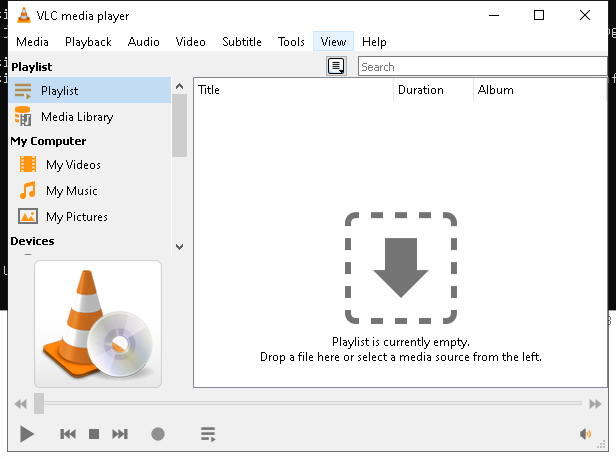 VLC media player
Media Playback Audio Video Subtitle Tools View Help
Playlist
Search
Playlist
Media Library
My Computer
My Videos
My Music
My Pictures
Devices
Title Duration Album
Playlist is currently empty.
Drop a file here or select a media source from the left.